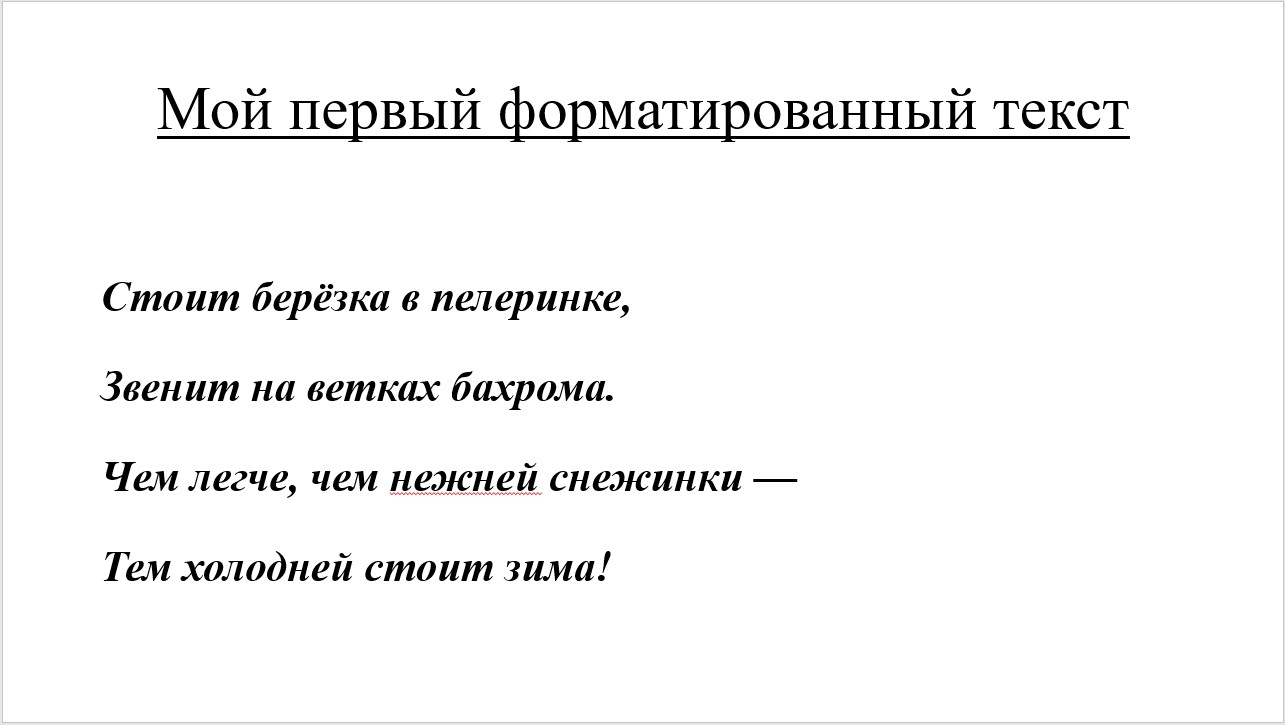 Мой первый форматированный текст
Стоит берёзка в пелеринке,
Звенит на ветках бахрома.
Чем легче, чем нежней снежинки —
Тем холодней стоит зима!